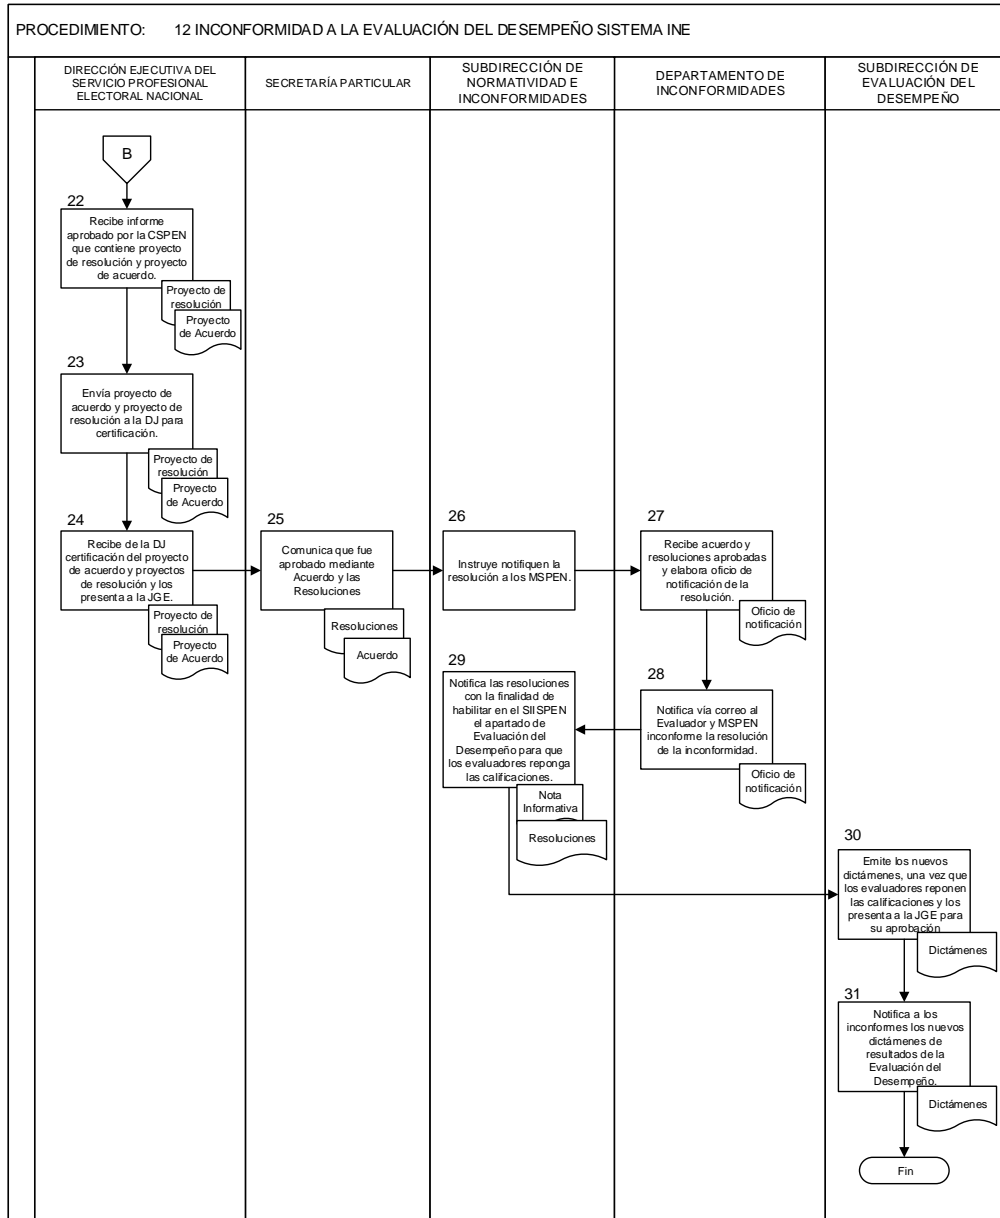 PROCEDIMIENTO: 12 INCONFORMIDAD A LA EVALUACIÓN DEL DESEMPEÑO SISTEMA INE
DIRECCIÓN EJECUTIVA DEL
SERVICIO PROFESIONAL
ELECTORAL NACIONAL
SECRETARÍA PARTICULAR
SUBDIRECCIÓN DE
NORMATIVIDAD E
INCONFORMIDADES
DEPARTAMENTO DE
INCONFORMIDADES
SUBDIRECCIÓN DE
EVALUACIÓN DEL
DESEMPEÑO
B
22
Recibe informe
aprobado por la CSPEN
que contiene proyecto
de resolución y proyecto
de acuerdo.
Proyecto de
resolución
Proyecto
de Acuerdo
23
Envía proyecto de
acuerdo y proyecto de
resolución a la DJ para
certificación.
Proyecto de
resolución
Proyecto
de Acuerdo
24
Recibe de la DJ
certificación del proyecto
de acuerdo y proyectos
de resolución y los
presenta a la JGE.
Proyecto de
resolución
Proyecto
de Acuerdo
25
Comunica que fue
aprobado mediante
Acuerdo y las
Resoluciones
Resoluciones
Acuerdo
26
Instruye notifiquen la
resolución a los MSPEN.
27
Recibe acuerdo y
resoluciones aprobadas
y elabora oficio de
notificación de la
resolución.
Oficio de
notificación
28
Notifica vía correo al
Evaluador y MSPEN
inconforme la resolución
de la inconformidad.
Oficio de
notificación
29
Notifica las resoluciones
con la finalidad de
habilitar en el SIISPEN
el apartado de
Evaluación del
Desempeño para que
los evaluadores reponga
las calificaciones.
Nota
Informativa
Resoluciones
30
Emite los nuevos
dictámenes, una vez que
los evaluadores reponen
las calificaciones y los
presenta a la JGE para
su aprobación
Dictámenes
31
Notifica a los
inconformes los nuevos
dictámenes de
resultados de la
Evaluación del
Desempeño.
Dictámenes
Fin